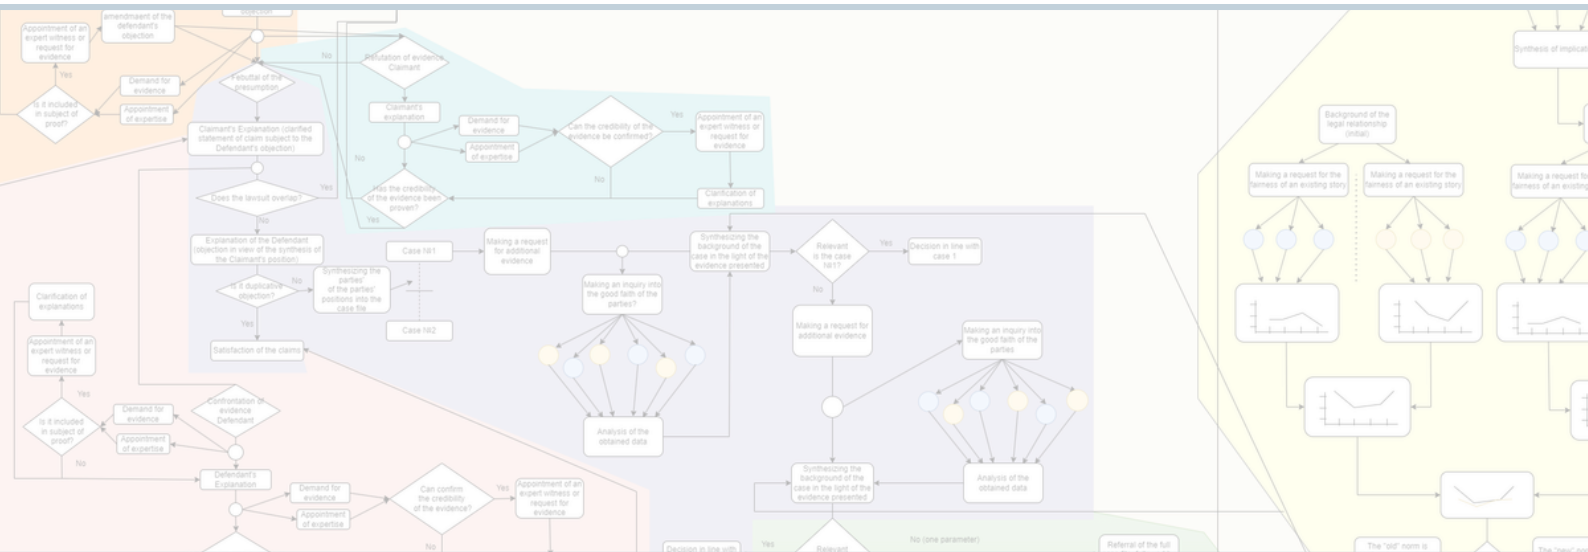 objection
amendmaent of the
defendant's
objection
Appointment of an
expert witness or
request for
evidence
Yes
Is it included
in subject of
proof?
Demand for
evidence
Appointment
of expertise
No
Febuttal of the
presumption
Refutation of evidence
Claimant
Claimant's
explanation
Demand for
evidence
Appointment
of expertise
Can the credibility of the
evidence be confirmed?
Yes
Appointment of an
expert witness or
request for
evidence
No
Clarification of
explanations
No
Has the credibility
of the evidence been
proven?
Yes
Claimant's Explanation (clarified
statement of claim subject to the
Defendant's objection)
Does the lawsuit overlap?
Yes
No
Explanation of the Defendant
(objection in view of the synthesis of
the Claimant's position)
Is it duplicative
objection?
No
Yes
Satisfaction of the claims
Synthesizing the
parties'
of the parties'
positions into the
case file
Case №1
Case №2
Making a request
for additional
evidence
Making an inquiry into
the good faith of the
parties?
Analysis of the
obtained data
Synthesizing the
background of the
case in the light of the
evidence presented
Relevant
is the case
№1?
Yes
Decision in line with
case 1
No
Making a request for
additional evidence
Making an inquiry into
the good faith of the
parties
Analysis of the
obtained data
Synthesizing the
background of the
case in the light of the
evidence presented
Clarification of
explanations
Appointment of an
expert witness or
request for
evidence
Yes
Is it included
in subject of
proof?
No
Demand for
evidence
Appointment
of expertise
Confrontation of
evidence
Defendant
Defendant's
Explanation
Demand for
evidence
Appointment
of expertise
Can confirm
the credibility
of the evidence?
Yes
Appointment of an
expert witness or
request for
evidence
No
Decision in line with
Yes
Relevant
No (one parameter)
Referral of the full
Synthesis of implicat
Background of the
legal relationship
(initial)
Making a request for the
fairness of an existing story
Making a request for the
fairness of an existing story
Making a request fo
fairness of an existing
The "old" norm is
The "new"